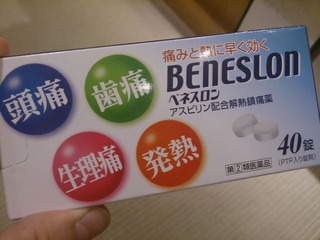 痛みと熱に早く効く
BENESLON
ベネスロン
アスピリン配合解熱鎮痛薬
頭痛
歯痛
生理痛
発熱
40錠
指定②類医薬品
(PTP入り錠剤)